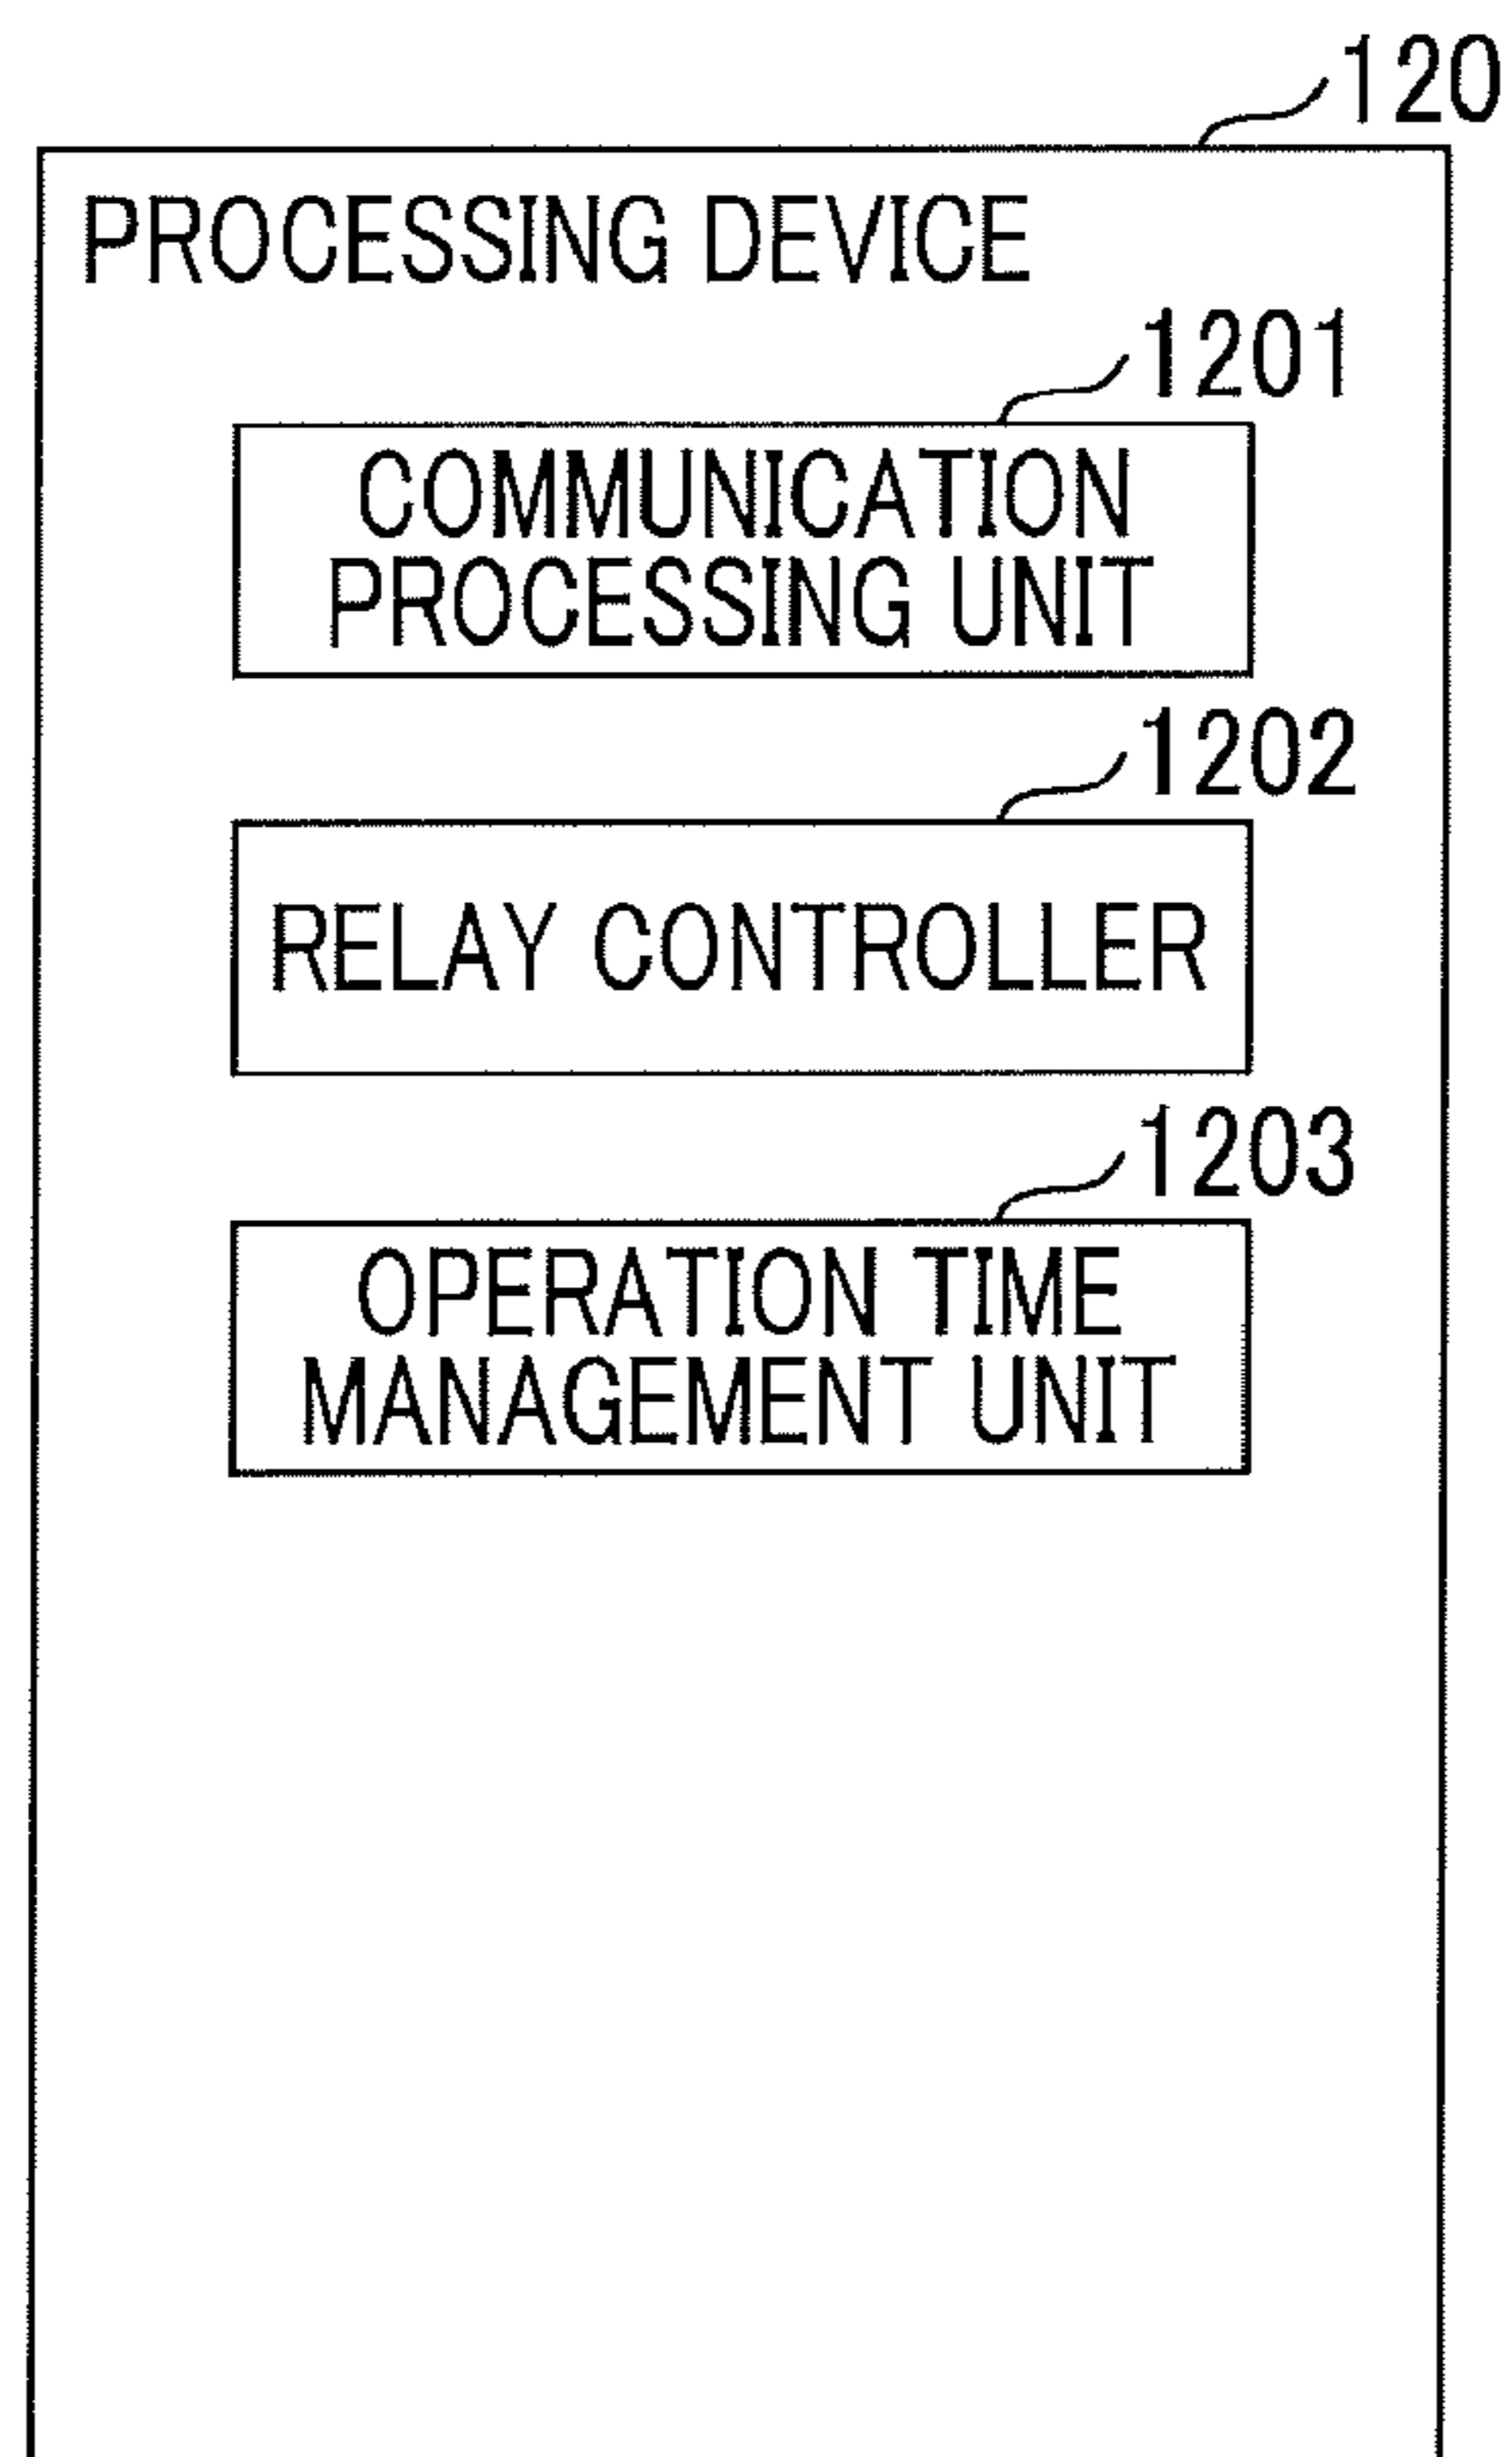 120
PROCESSING DEVICE
1201
COMMUNICATION
PROCESSING UNIT
1202
RELAY CONTROLLER
1203
OPERATION TIME
MANAGEMENT UNIT